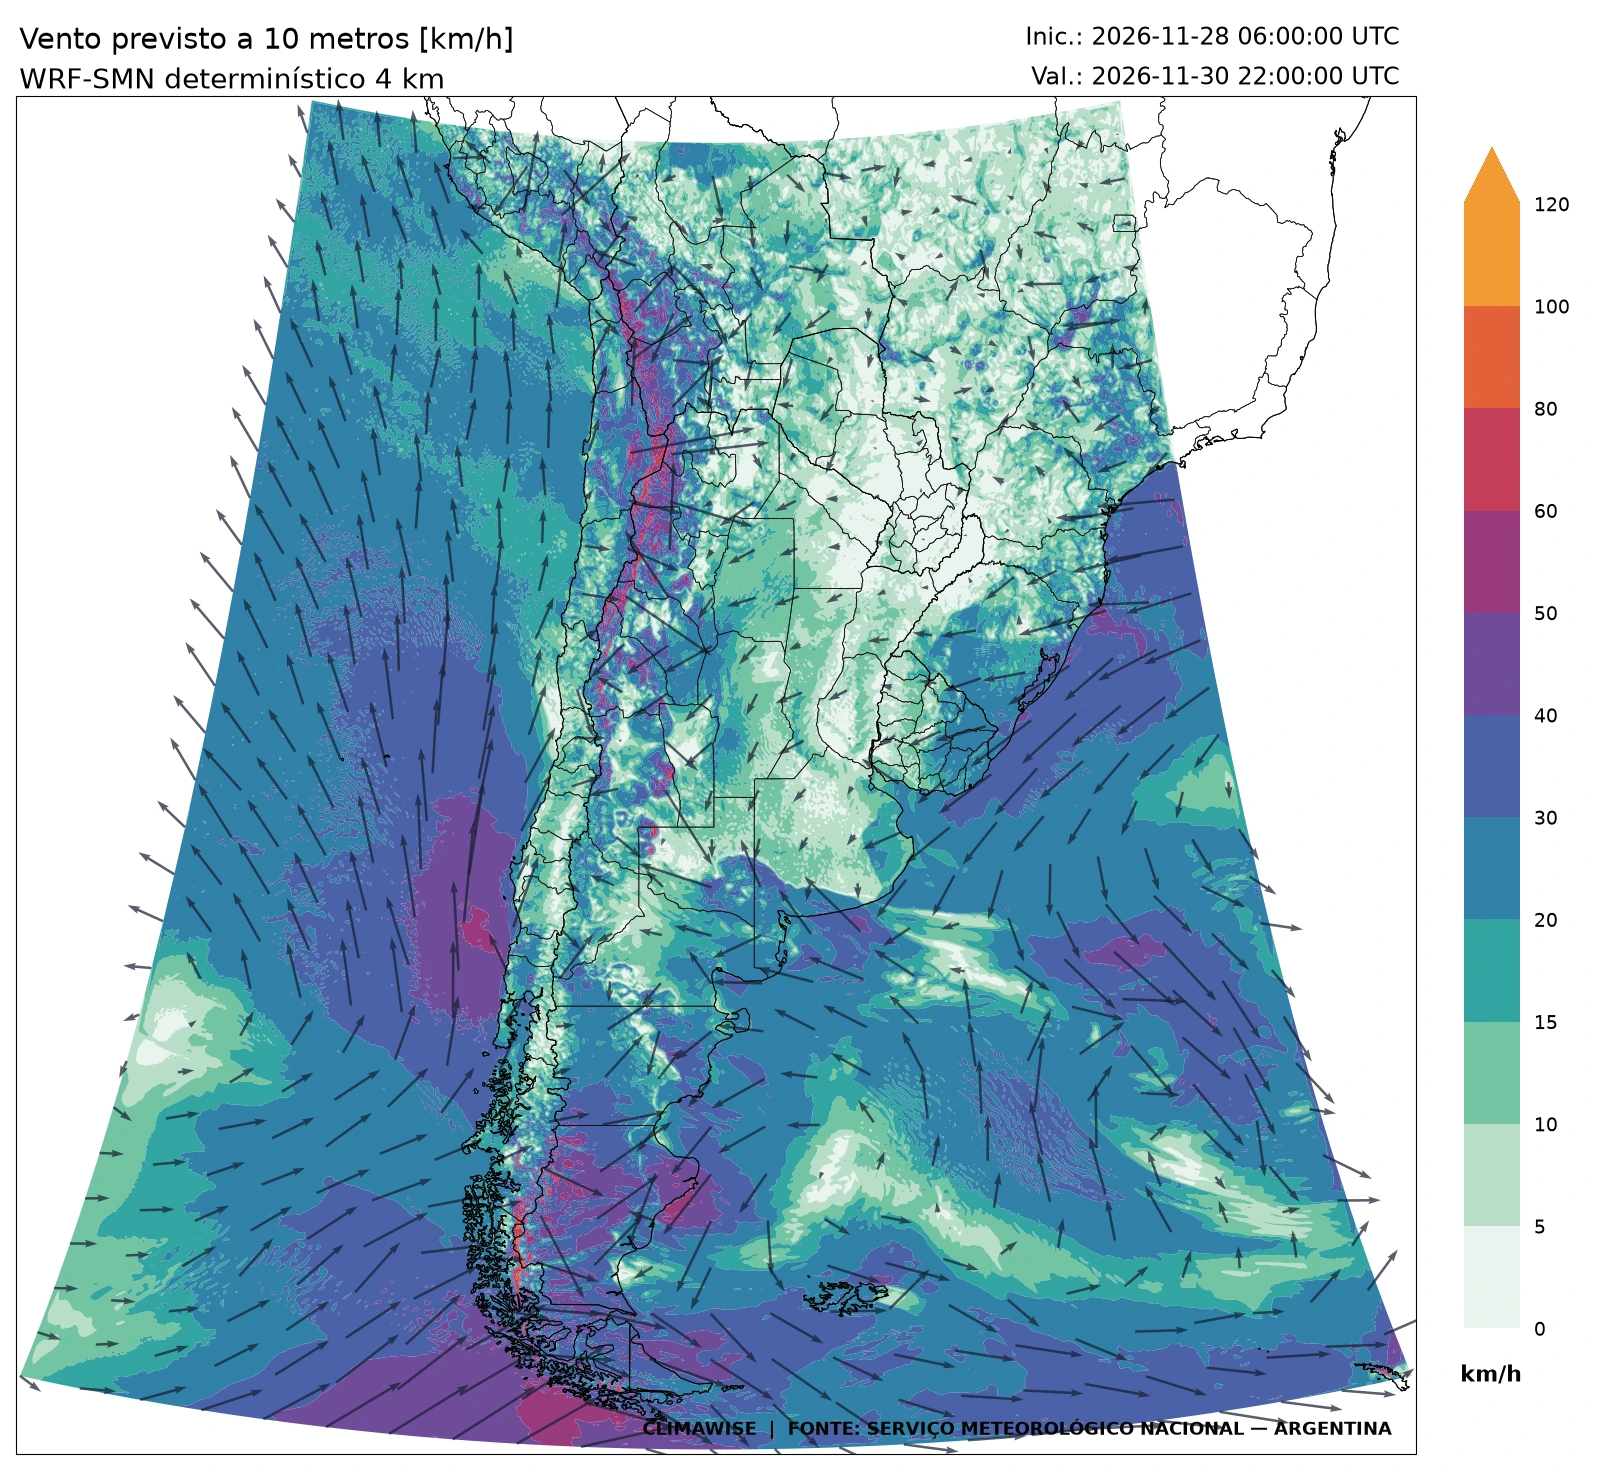 Vento previsto a 10 metros [km/h]
WRF-SMN determinístico 4 km
Inic.: 2026-11-28 06:00:00 UTC
Val.: 2026-11-30 22:00:00 UTC
120
100
80
60
50
40
30
20
15
10
5
0
km/h
CLIMAWISE | FONTE: SERVIÇO METEOROLÓGICO NACIONAL — ARGENTINA